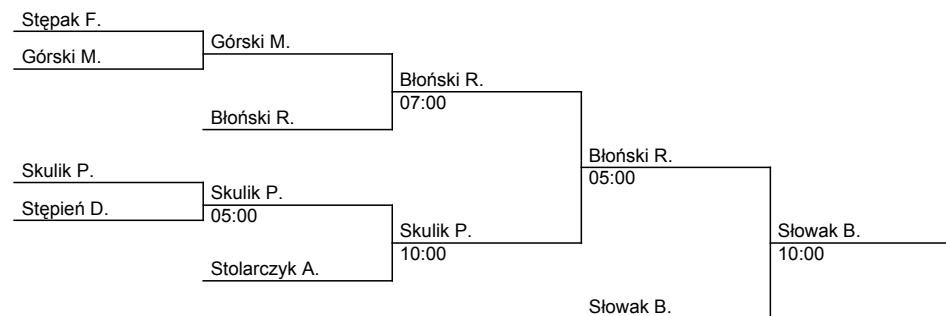 Stępak F.
Górski M.
Górski M.
Błoński R.
07:00
Błoński R.
Błoński R.
05:00
Skulik P.
Skulik P.
05:00
Stępień D.
Skulik P.
10:00
Słowak B.
10:00
Stolarczyk A.
Słowak B.